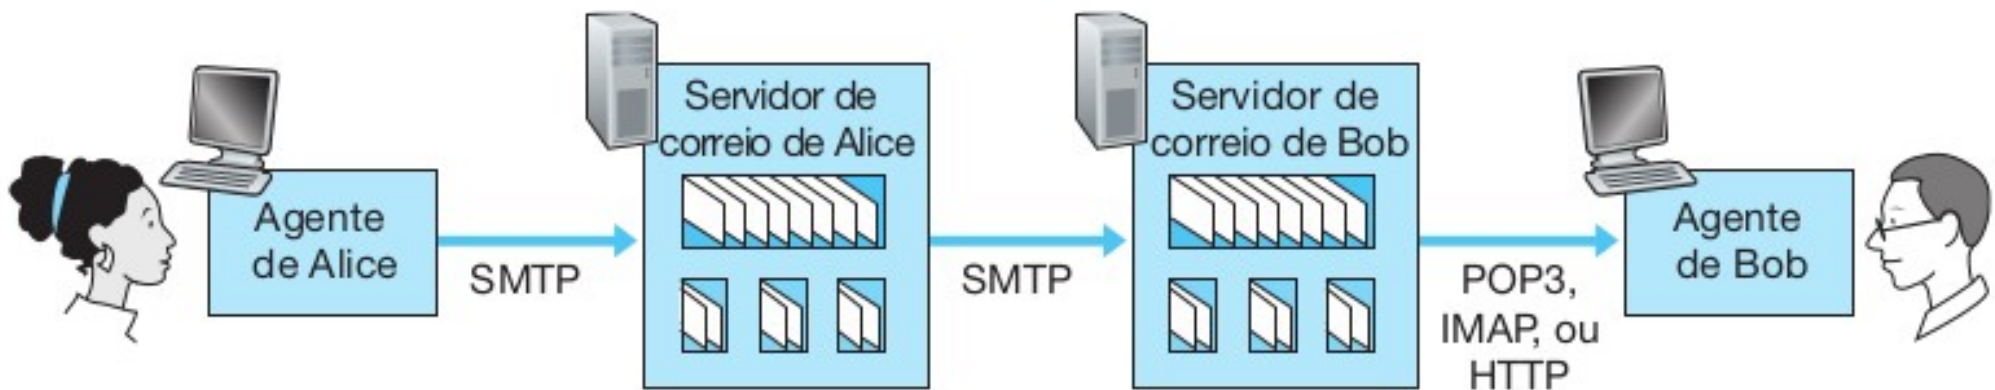 Agente
de Alice
SMTP
Servidor de
correio de Alice
SMTP
Servidor de
correio de Bob
POP3,
IMAP, ou
HTTP
Agente
de Bob